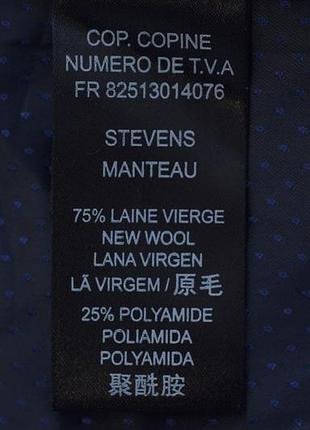 COP. COPINE
NUMERO DE T.V.A
FR 82513014076
STEVENS
MANTEAU
75% LAINE VIERGE
NEW WOOL
LANA VIRGEN
LÃ VIRGEM / 原毛
25% POLYAMIDE
POLIAMIDA
POLYAMIDA
聚酰胺